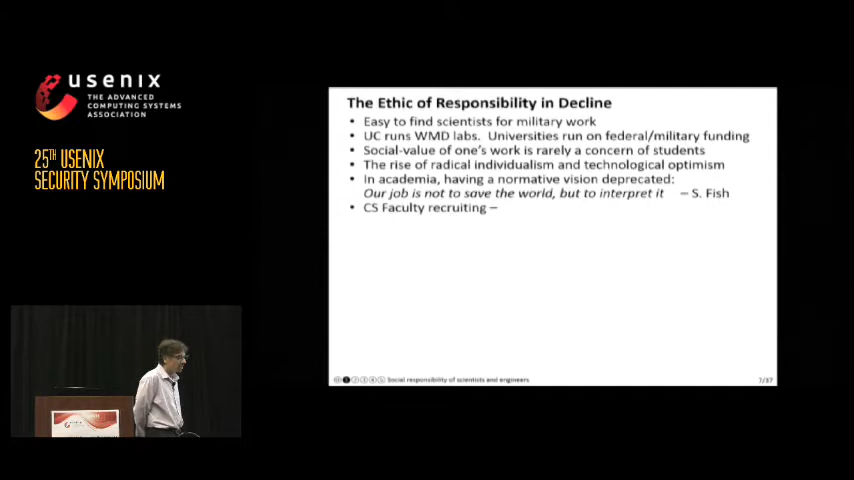 usenix
THE ADVANCED
COMPUTING SYSTEMS
ASSOCIATION
25TH USENIX
SECURITY SYMPOSIUM
The Ethic of Responsibility in Decline
• Easy to find scientists for military work
• UC runs WMD labs. Universities run on federal/military funding
• Social-value of one's work is rarely a concern of students
• The rise of radical individualism and technological optimism
• In academia, having a normative vision deprecated:
Our job is not to save the world, but to interpret it – S. Fish
• CS Faculty recruiting –
Social responsibility of scientists and engineers
7/37